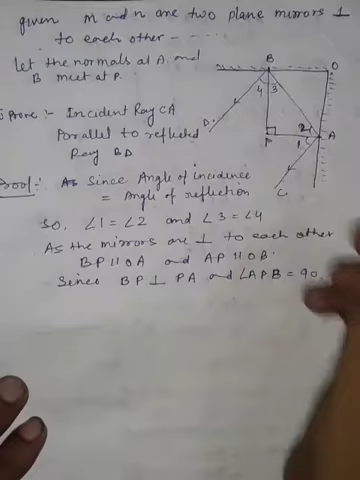 given m and n are two plane mirrors ⊥
to each other - - - -.
Let the normals at A and
B meet at P.
Prove :- Incident Ray CA
Parallel to reflected
Ray BD
Proof:- As Since Angle of incidence
= Angle of reflection
So, ∠1 = ∠2 and ∠3 = ∠4
As the mirrors are ⊥ to each other
BP || OA and AP || OB.
Since BP ⊥ PA and ∠APB = 90
B
O
4
3
D
P
2
1
A
C